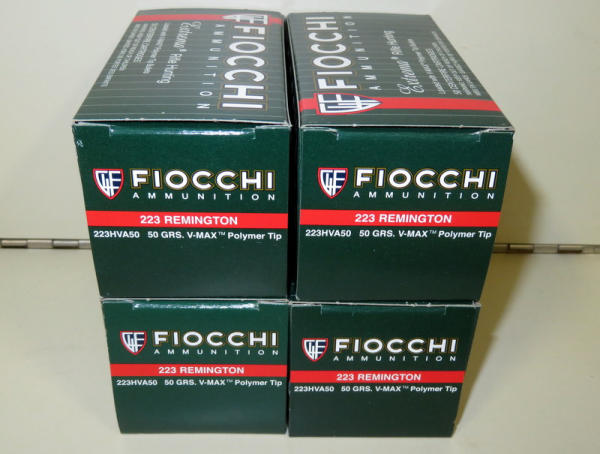 FIOCCHI
AMMUNITION
Extrema® Rifle Hunting
FIOCCHI
AMMUNITION
Extrema® Rifle Hunting
FIOCCHI
AMMUNITION
223 REMINGTON
223HVA50 50 GRS. V-MAX™ Polymer Tip
FIOCCHI
AMMUNITION
223 REMINGTON
223HVA50 50 GRS. V-MAX™ Polymer Tip
FIOCCHI
AMMUNITION
223 REMINGTON
223HVA50 50 GRS. V-MAX™ Polymer Tip
FIOCCHI
AMMUNITION
223 REMINGTON
223HVA50 50 GRS. V-MAX™ Polymer Tip